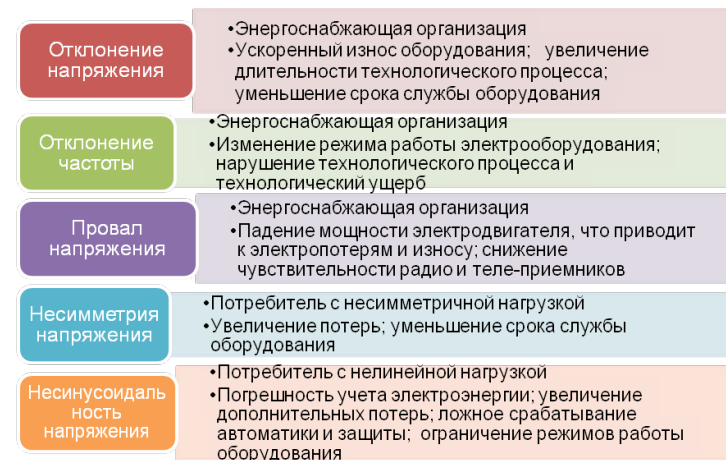 Отклонение
напряжения
•Энергоснабжающая организация
•Ускоренный износ оборудования; увеличение
длительности технологического процесса;
уменьшение срока службы оборудования
Отклонение
частоты
•Энергоснабжающая организация
•Изменение режима работы электрооборудования;
нарушение технологического процесса и
технологический ущерб
Провал
напряжения
•Энергоснабжающая организация
•Падение мощности электродвигателя, что приводит
к электропотерям и износу; снижение
чувствительности радио и теле-приемников
Несимметрия
напряжения
•Потребитель с несимметричной нагрузкой
•Увеличение потерь; уменьшение срока службы
оборудования
Несинусоидаль
ность
напряжения
•Потребитель с нелинейной нагрузкой
•Погрешность учета электроэнергии; увеличение
дополнительных потерь; ложное срабатывание
автоматики и защиты; ограничение режимов работы
оборудования